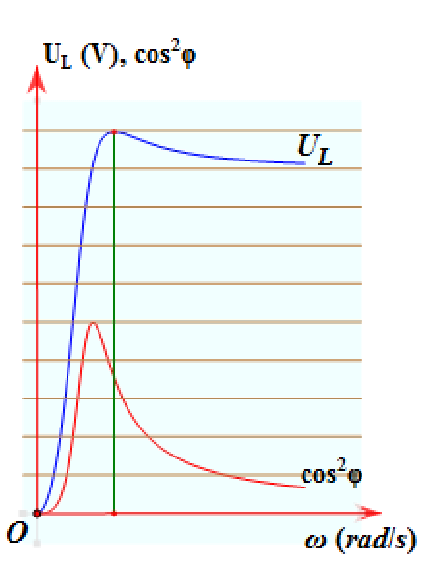 U_L (V), cos²φ
U_L
cos²φ
O
ω (rad/s)